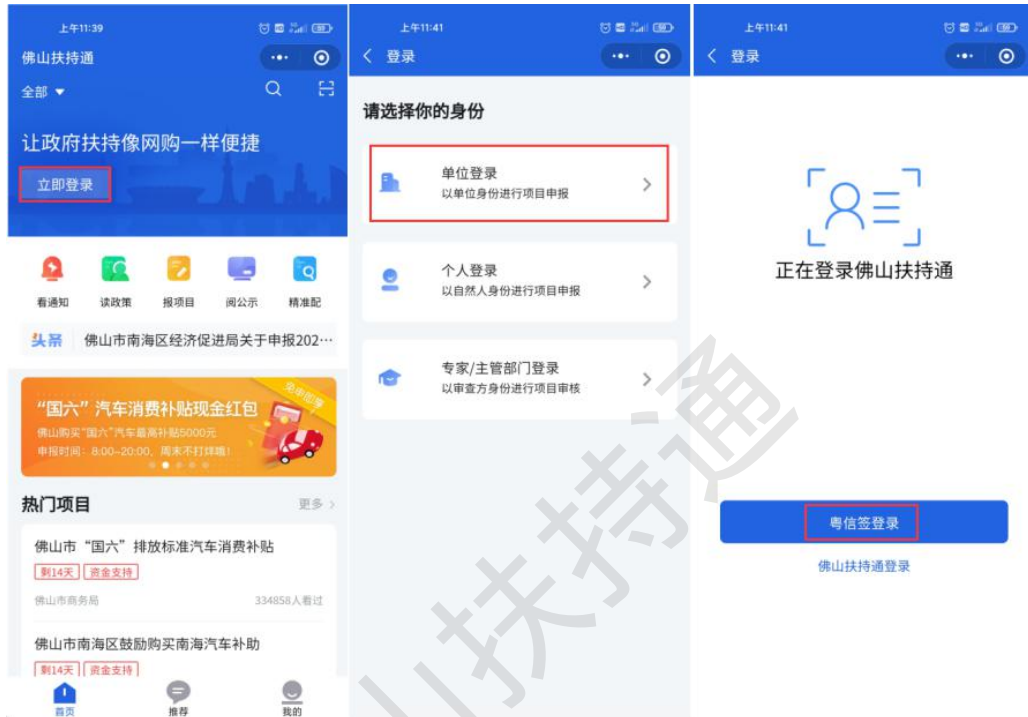 上午11:39
佛山扶持通
全部
让政府扶持像网购一样便捷
立即登录
看通知 读政策 报项目 阅公示 精准配
头条 佛山市南海区经济促进局关于申报202…
免申即享
“国六”汽车消费补贴现金红包
佛山购买“国六”汽车最高补贴5000元
申报时间：8:00-20:00，周末不打烊哦！
热门项目 更多
佛山市“国六”排放标准汽车消费补贴
剩14天 资金支持
佛山市商务局 334858人看过
佛山市南海区鼓励购买南海汽车补助
剩14天 资金支持
首页 推荐 我的
上午11:41
登录
请选择你的身份
单位登录
以单位身份进行项目申报
个人登录
以自然人身份进行项目申报
专家/主管部门登录
以审查方身份进行项目审核
上午11:41
登录
正在登录佛山扶持通
粤信签登录
佛山扶持通登录
山扶持通